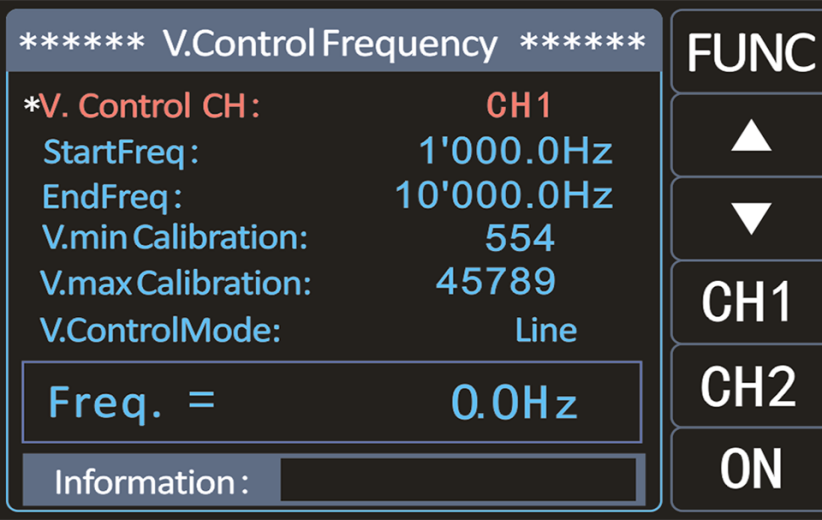 ****** V.Control Frequency ******
*V. Control CH: CH1
StartFreq: 1'000.0Hz
EndFreq: 10'000.0Hz
V.min Calibration: 554
V.max Calibration: 45789
V.ControlMode: Line
Freq. = 0.0Hz
Information:
FUNC
▲
▼
CH1
CH2
ON